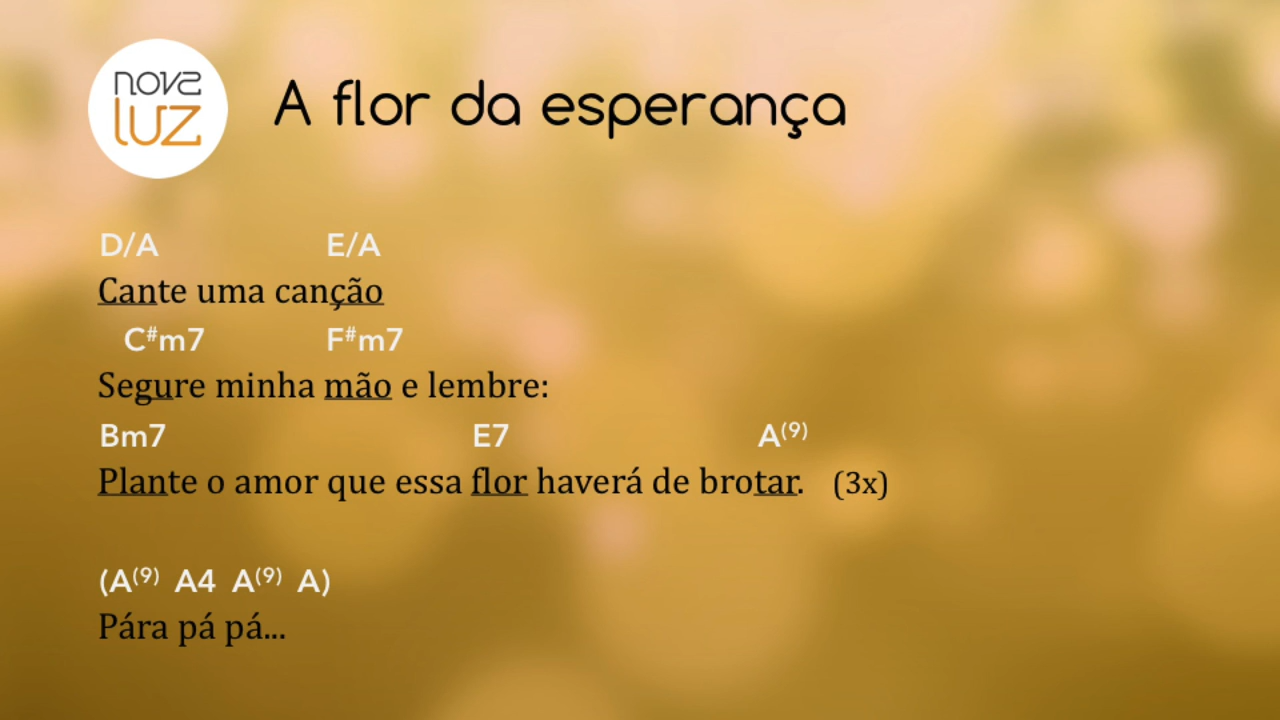 nova
LUZ
A flor da esperança
D/A E/A
Cante uma canção
C#m7 F#m7
Segure minha mão e lembre:
Bm7 E7 A(9)
Plante o amor que essa flor haverá de brotar. (3x)
(A(9) A4 A(9) A)
Pára pá pá...